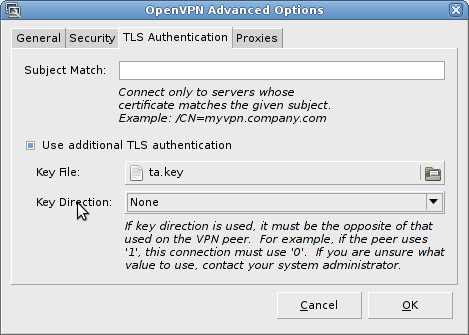 OpenVPN Advanced Options
General Security TLS Authentication Proxies
Subject Match:
Connect only to servers whose
certificate matches the given subject.
Example: /CN=myvpn.company.com
Use additional TLS authentication
Key File: ta.key
Key Direction: None
If key direction is used, it must be the opposite of that
used on the VPN peer. For example, if the peer uses
'1', this connection must use '0'. If you are unsure what
value to use, contact your system administrator.
Cancel OK